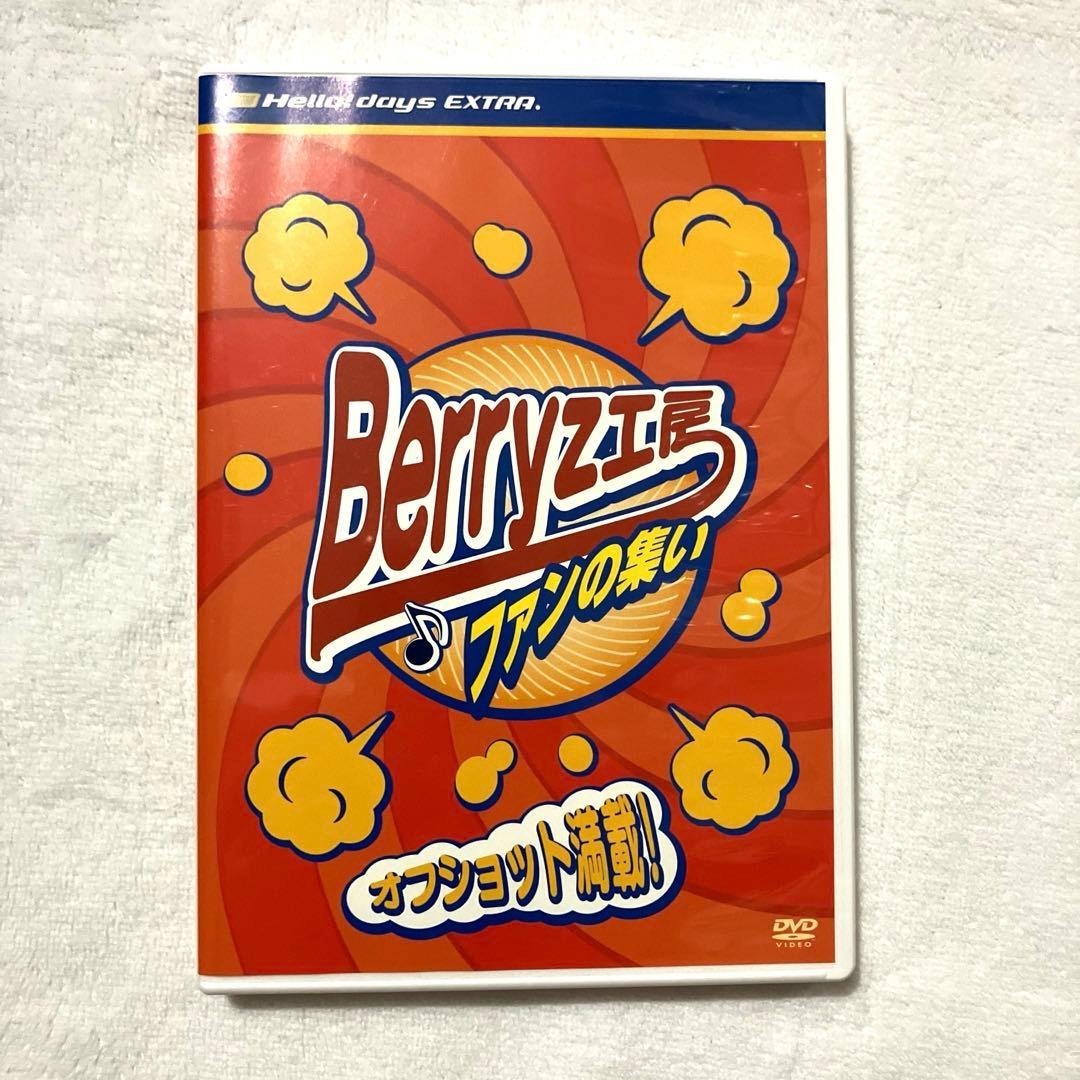 Hello! days EXTRA.
Berryz工房
ファンの集い
オフショット満載!
DVD
VIDEO